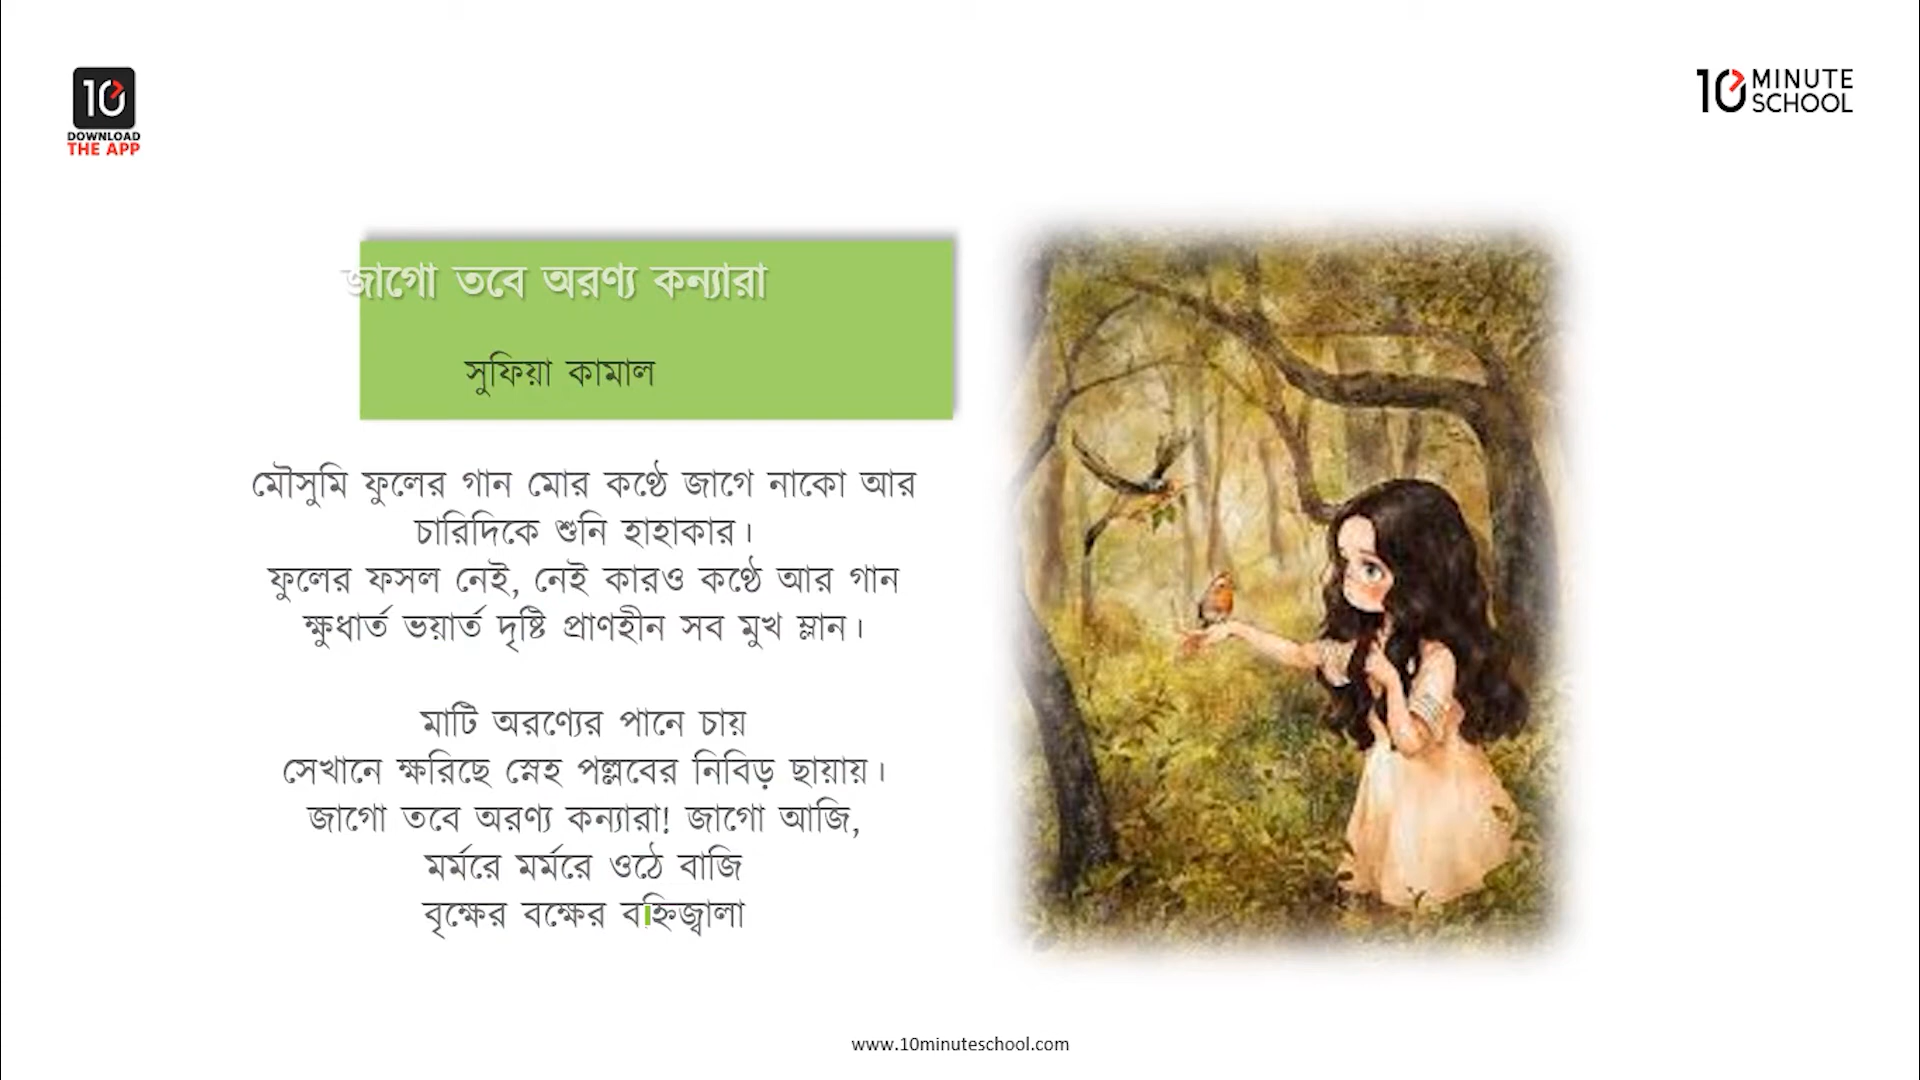 10
DOWNLOAD
THE APP
10 MINUTE
SCHOOL
জাগো তবে অরণ্য কন্যারা
সুফিয়া কামাল
মৌসুমি ফুলের গান মোর কণ্ঠে জাগে নাকো আর
চারিদিকে শুনি হাহাকার।
ফুলের ফসল নেই, নেই কারও কণ্ঠে আর গান
ক্ষুধার্ত ভয়ার্ত দৃষ্টি প্রাণহীন সব মুখ ম্লান।
মাটি অরণ্যের পানে চায়
সেখানে ক্ষরিছে স্নেহ পল্লবের নিবিড় ছায়ায়।
জাগো তবে অরণ্য কন্যারা! জাগো আজি,
মর্মরে মর্মরে ওঠে বাজি
বৃক্ষের বক্ষের বহ্নিজ্বালা
www.10minuteschool.com